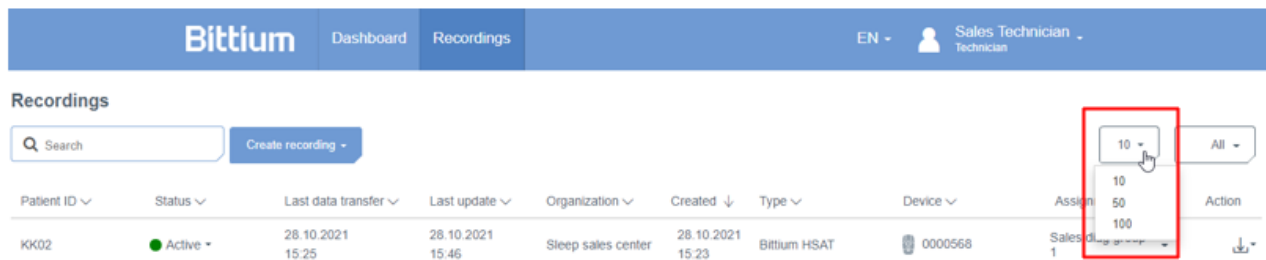 Bittium Dashboard Recordings EN Sales Technician
Technician
Recordings
Search Create recording 10 All
10
50
100
Patient ID Status Last data transfer Last update Organization Created Type Device Action
KK02 Active 28.10.2021 15:25 28.10.2021 15:46 Sleep sales center 28.10.2021 15:23 Bittium HSAT 0000568 Sales
1